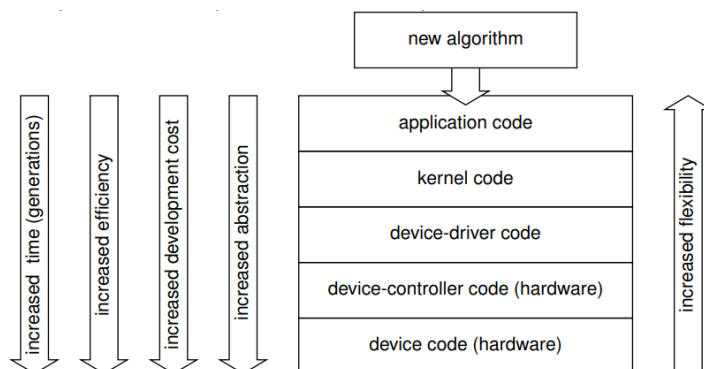 new algorithm
application code
kernel code
device-driver code
device-controller code (hardware)
device code (hardware)
increased time (generations)
increased efficiency
increased development cost
increased abstraction
increased flexibility